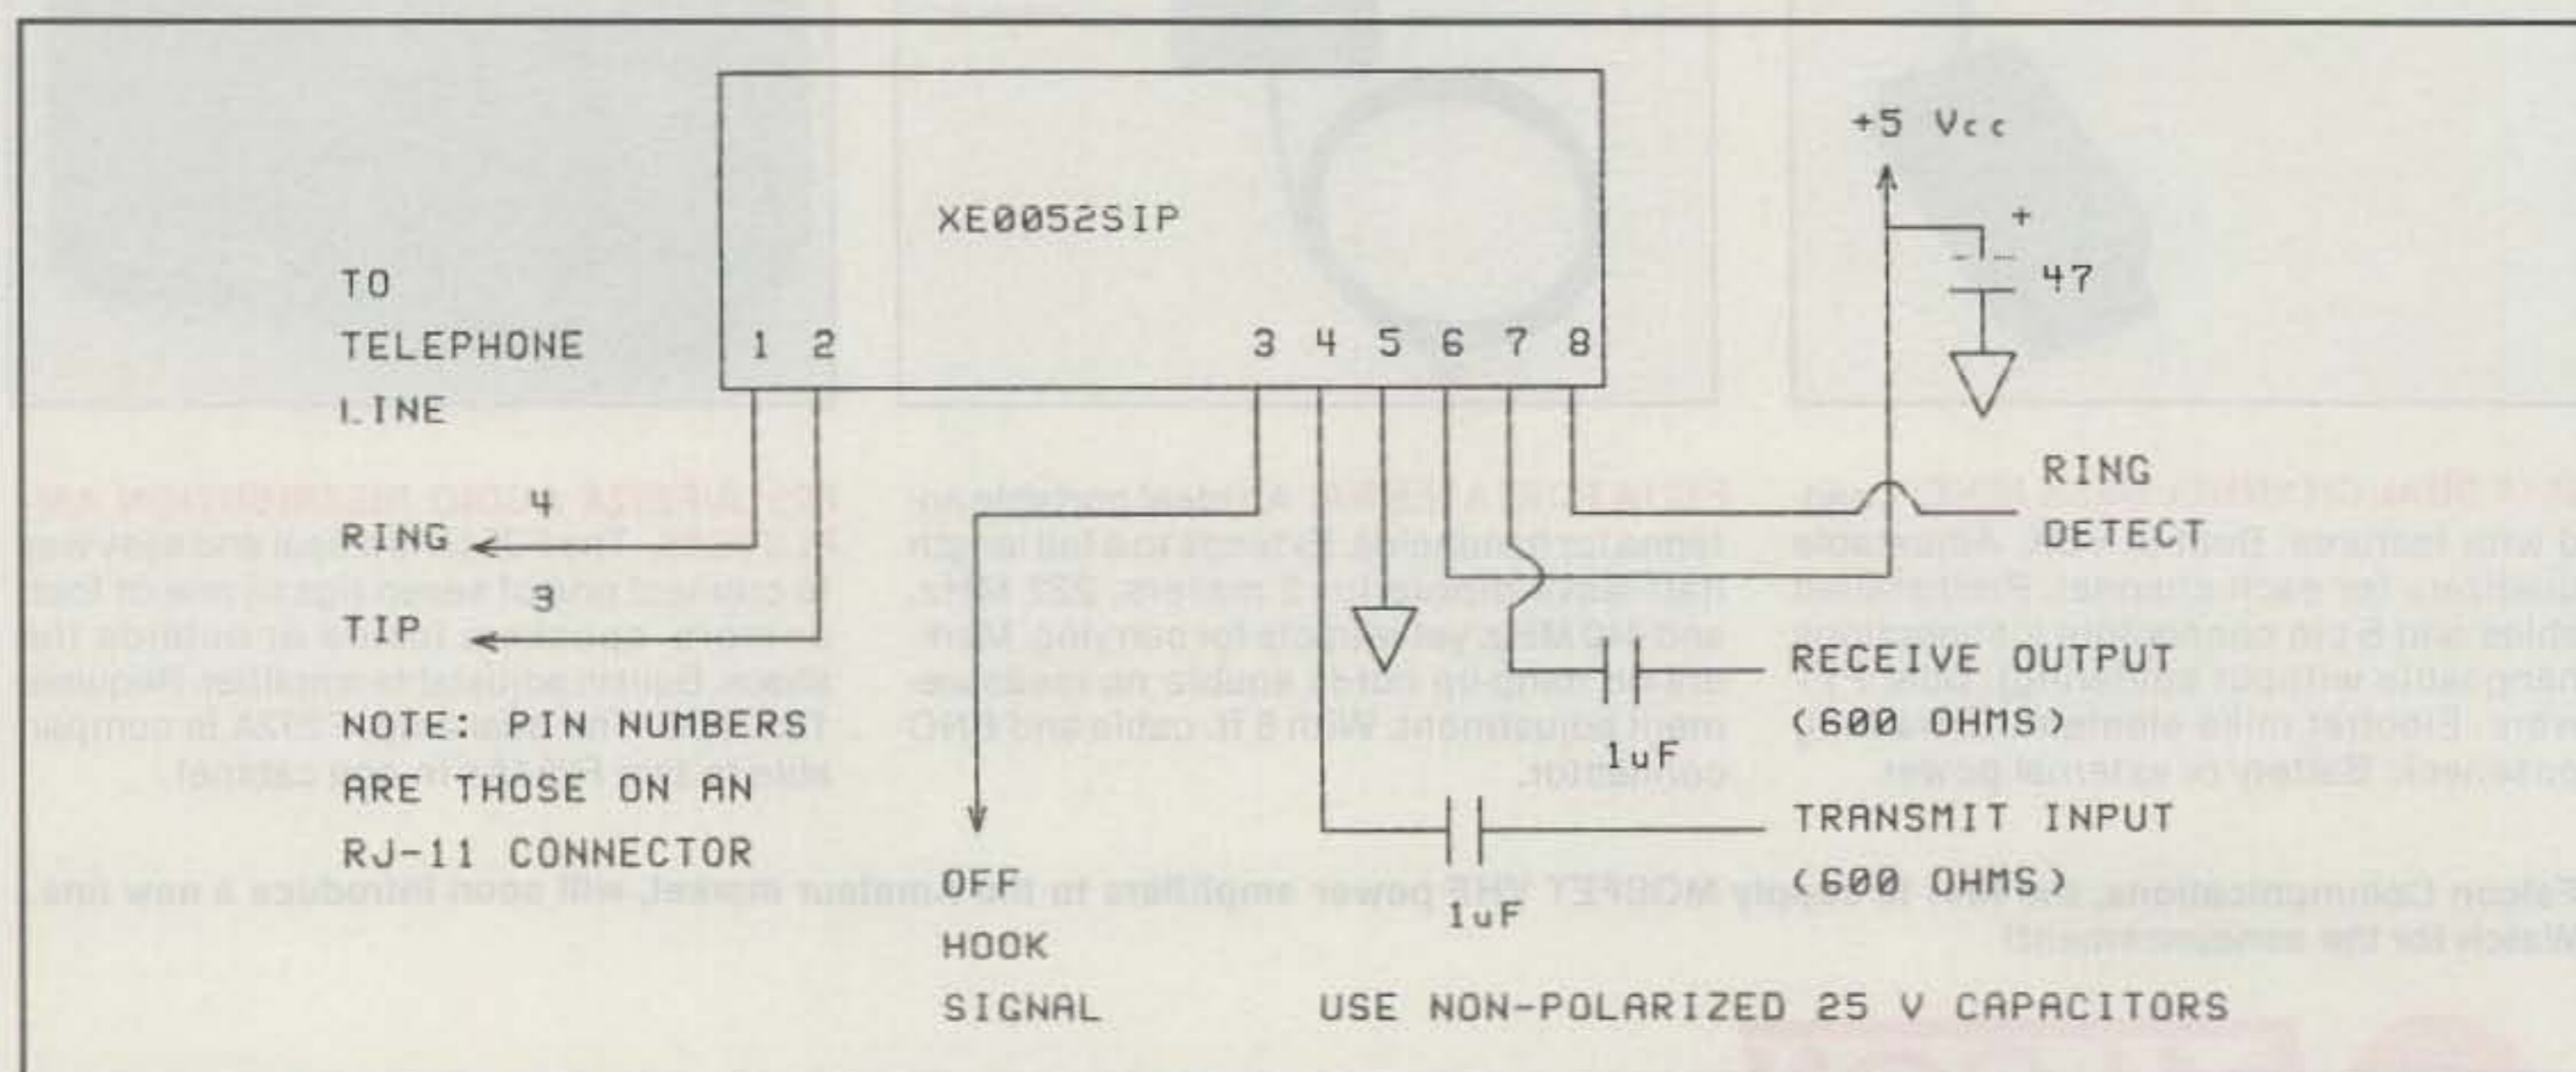 XE0052SIP
+5 Vcc
+
47
TO
TELEPHONE
LINE
1 2 3 4 5 6 7 8
4
RING
3
TIP
NOTE: PIN NUMBERS
ARE THOSE ON AN
RJ-11 CONNECTOR
OFF
HOOK
SIGNAL
RING
DETECT
RECEIVE OUTPUT
(600 OHMS)
1uF
TRANSMIT INPUT
(600 OHMS)
1uF
USE NON-POLARIZED 25 V CAPACITORS